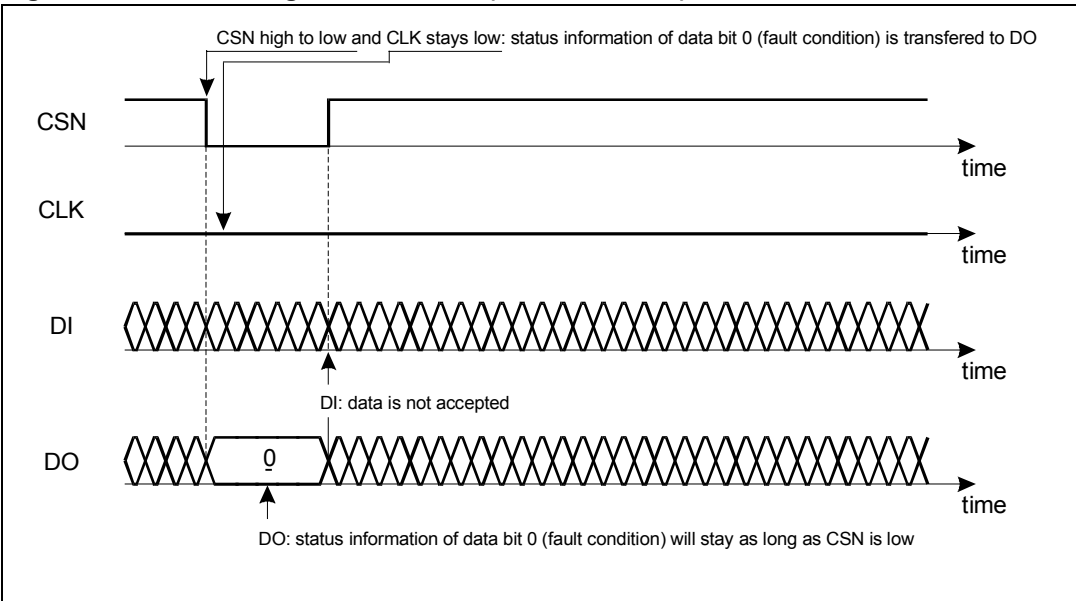 CSN high to low and CLK stays low: status information of data bit 0 (fault condition) is transfered to DO
CSN
time
CLK
time
DI
time
DI: data is not accepted
DO
0
time
DO: status information of data bit 0 (fault condition) will stay as long as CSN is low